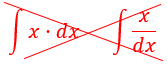 ∫ x · dx ∫ x/dx